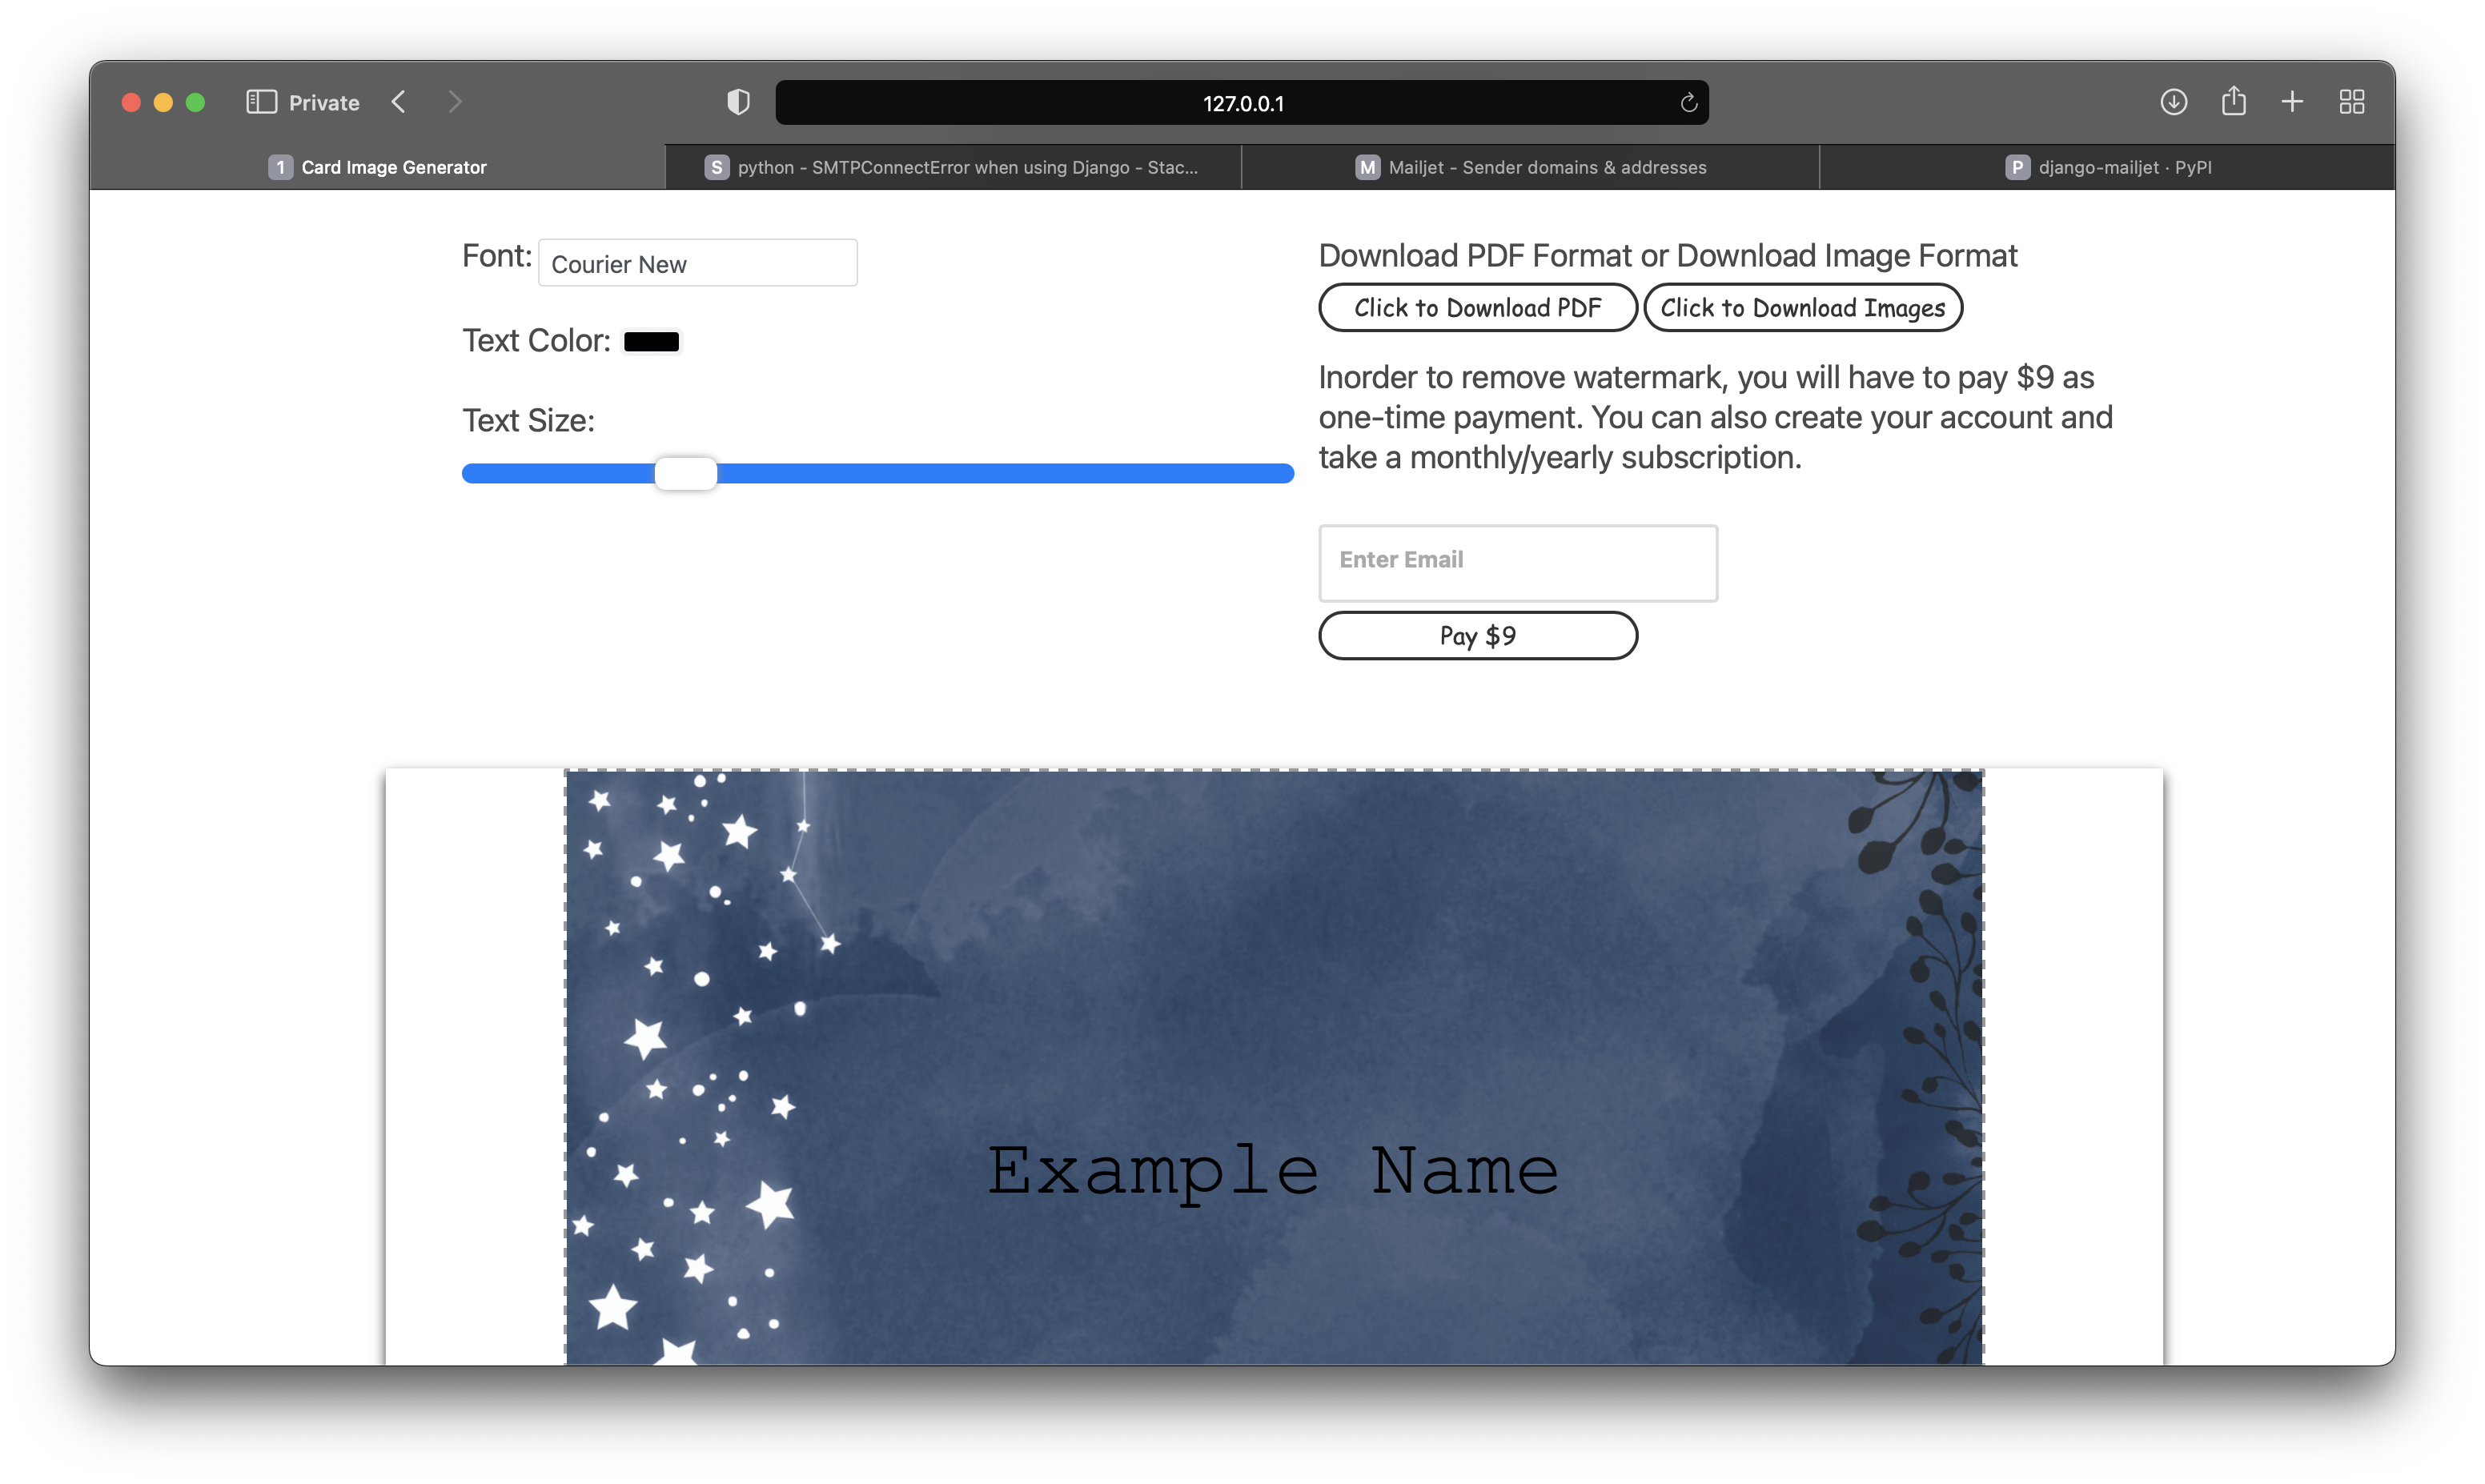 Private
127.0.0.1
1 Card Image Generator
S python - SMTPConnectError when using Django - Stac...
M Mailjet - Sender domains & addresses
P django-mailjet · PyPI
Font: Courier New
Text Color:
Text Size:
Download PDF Format or Download Image Format
Click to Download PDF
Click to Download Images
Inorder to remove watermark, you will have to pay $9 as
one-time payment. You can also create your account and
take a monthly/yearly subscription.
Enter Email
Pay $9
Example Name